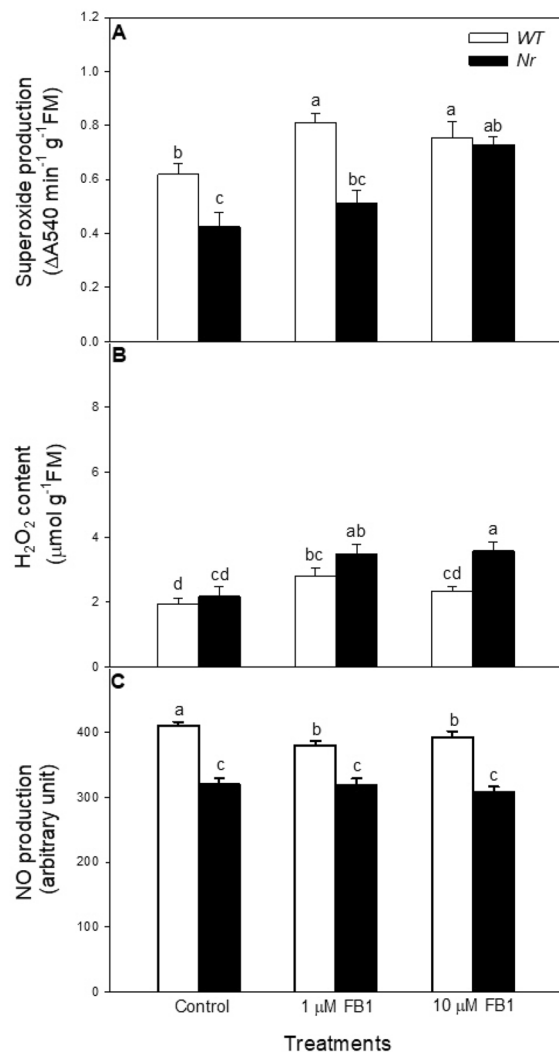 A
WT
Nr
Superoxide production
(ΔA540 min⁻¹ g⁻¹FM)
1.2
1.0
0.8
0.6
0.4
0.2
0.0
b
c
a
bc
a
ab
B
H₂O₂ content
(μmol g⁻¹FM)
8
6
4
2
0
d
cd
bc
ab
cd
a
C
NO production
(arbitrary unit)
400
300
200
100
0
a
c
b
c
b
c
Control 1 μM FB1 10 μM FB1
Treatments